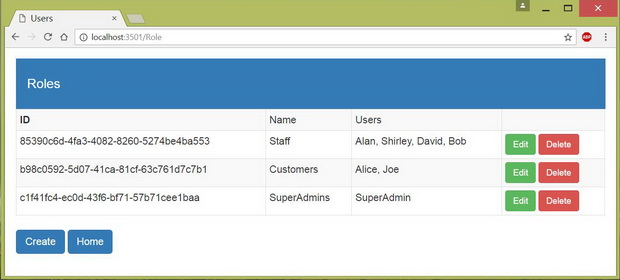 Users
localhost:3501/Role
ABP
Roles
ID Name Users
85390c6d-4fa3-4082-8260-5274be4ba553 Staff Alan, Shirley, David, Bob Edit Delete
b98c0592-5d07-41ca-81cf-63c761d7c7b1 Customers Alice, Joe Edit Delete
c1f41fc4-ec0d-43f6-bf71-57b71cee1baa SuperAdmins SuperAdmin Edit Delete
Create Home